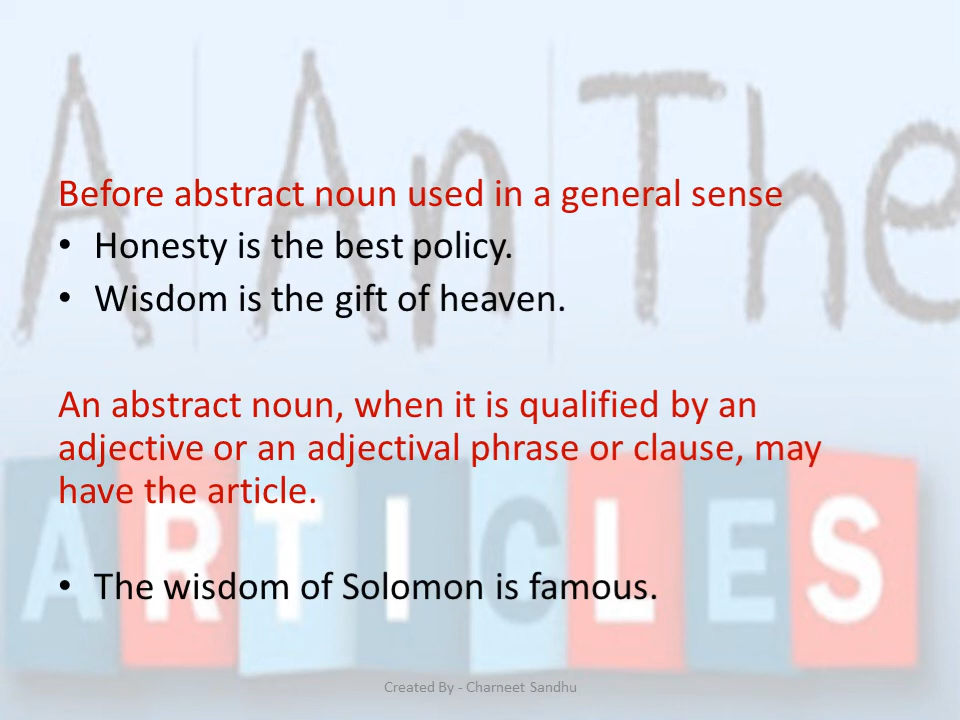 A An The
Before abstract noun used in a general sense
• Honesty is the best policy.
• Wisdom is the gift of heaven.
An abstract noun, when it is qualified by an
adjective or an adjectival phrase or clause, may
have the article.
ARTICLES
• The wisdom of Solomon is famous.
Created By - Charneet Sandhu